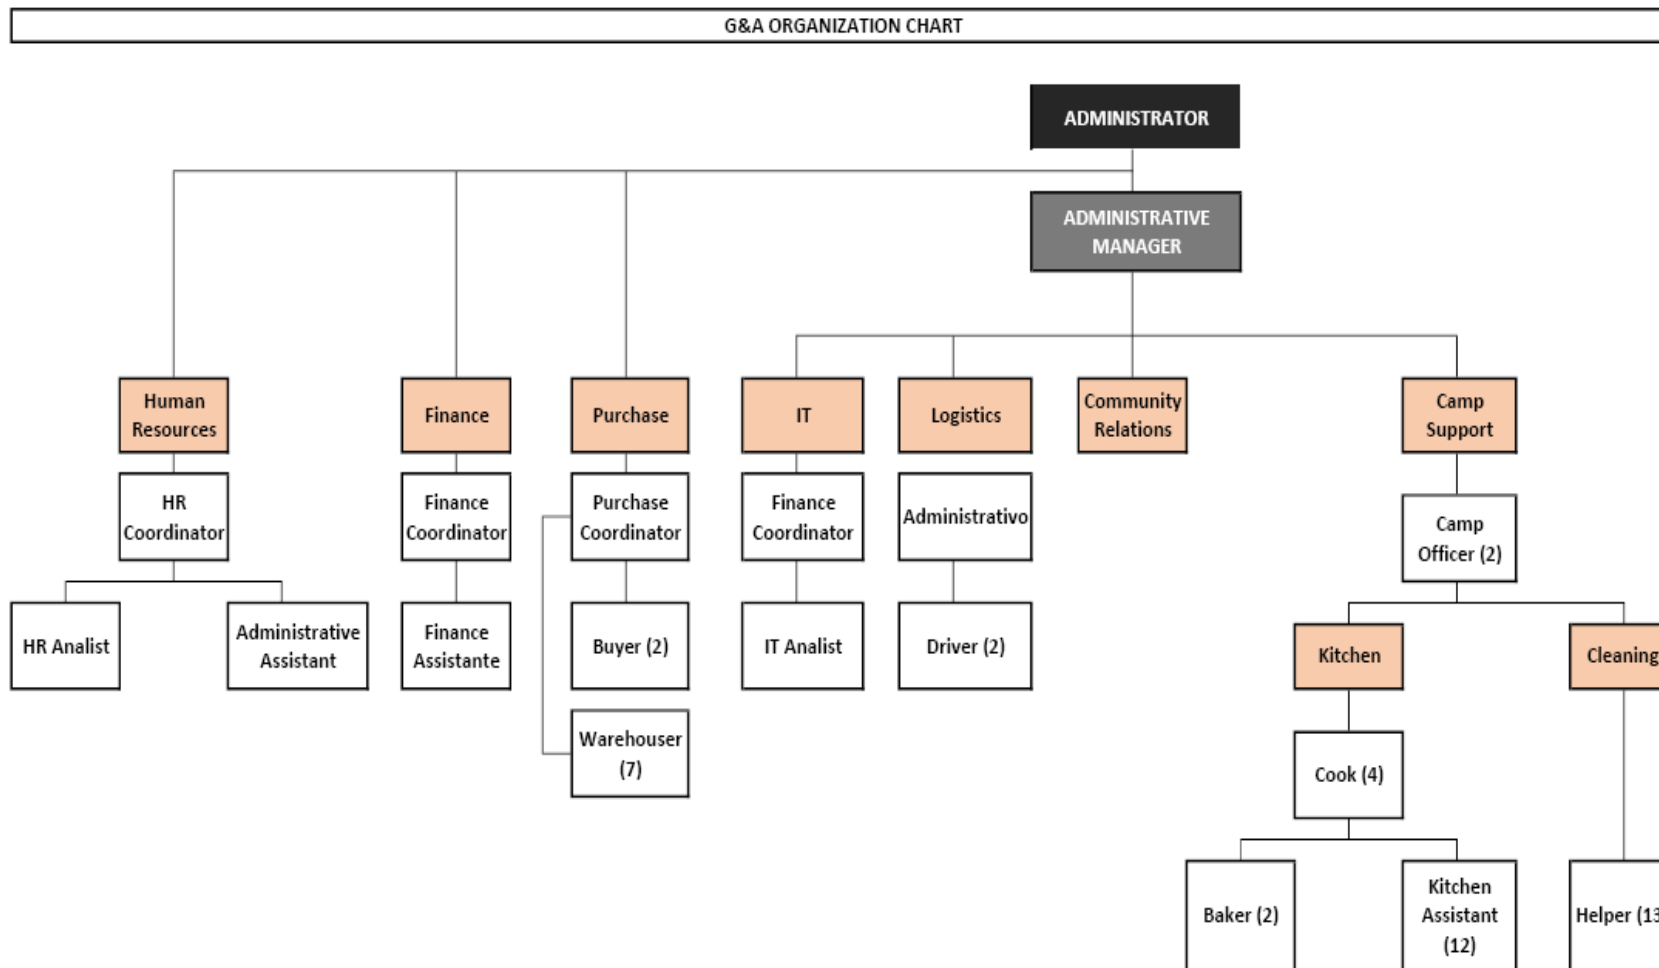 G&A ORGANIZATION CHART
ADMINISTRATOR
ADMINISTRATIVE
MANAGER
Human
Resources
Finance
Purchase
IT
Logistics
Community
Relations
Camp
Support
HR
Coordinator
Finance
Coordinator
Purchase
Coordinator
Finance
Coordinator
Administrativo
Camp
Officer (2)
HR Analist
Administrative
Assistant
Finance
Assistante
Buyer (2)
IT Analist
Driver (2)
Kitchen
Cleaning
Warehouser
(7)
Cook (4)
Baker (2)
Kitchen
Assistant
(12)
Helper (13